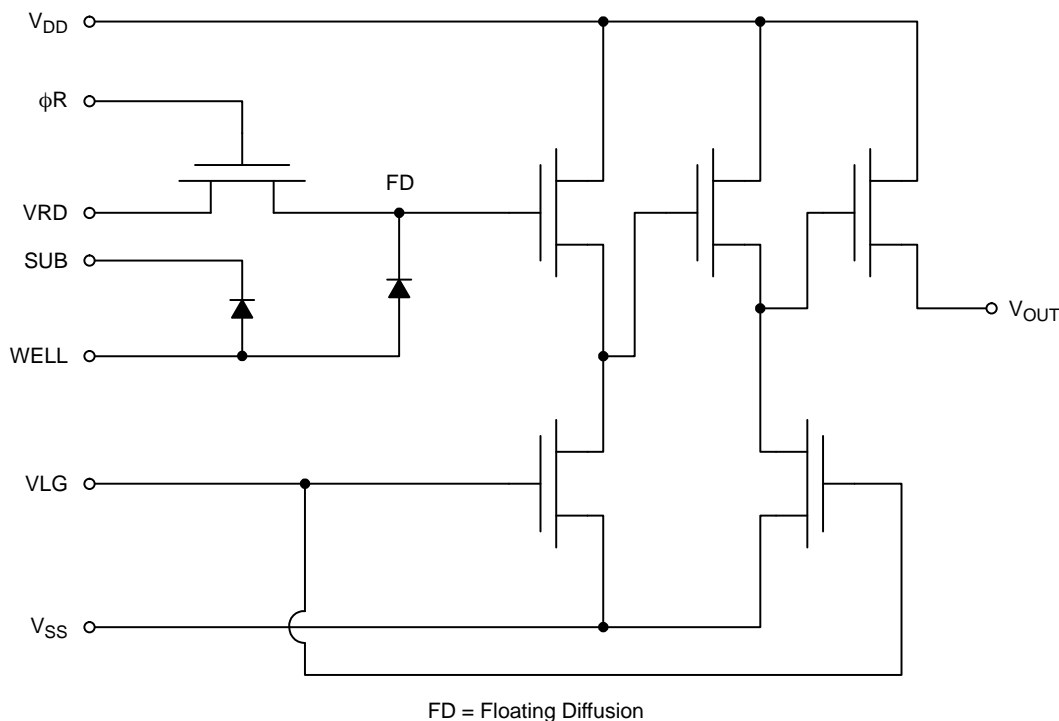 VDD
ϕR
FD
VRD
SUB
VOUT
WELL
VLG
VSS
FD = Floating Diffusion